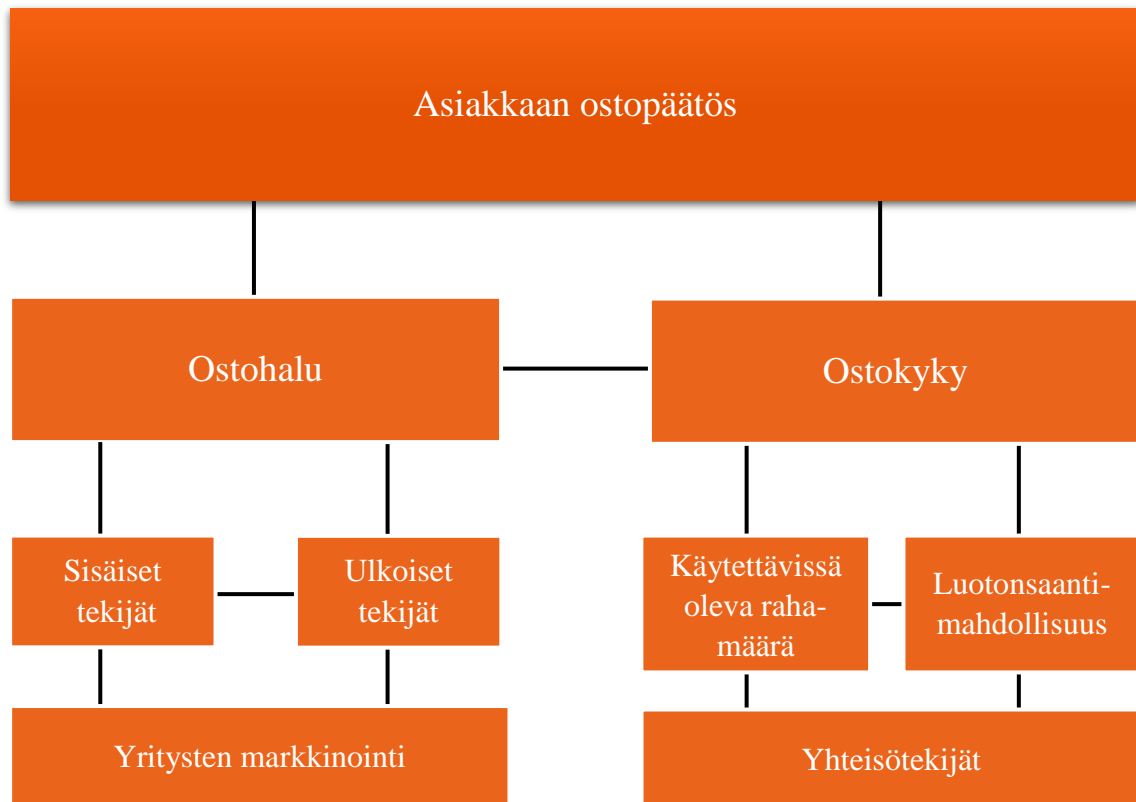 Asiakkaan ostopäätös
Ostohalu
Ostokyky
Sisäiset
tekijät
Ulkoiset
tekijät
Käytettävissä
oleva raha-
määrä
Luotonsaanti-
mahdollisuus
Yritysten markkinointi
Yhteisötekijät